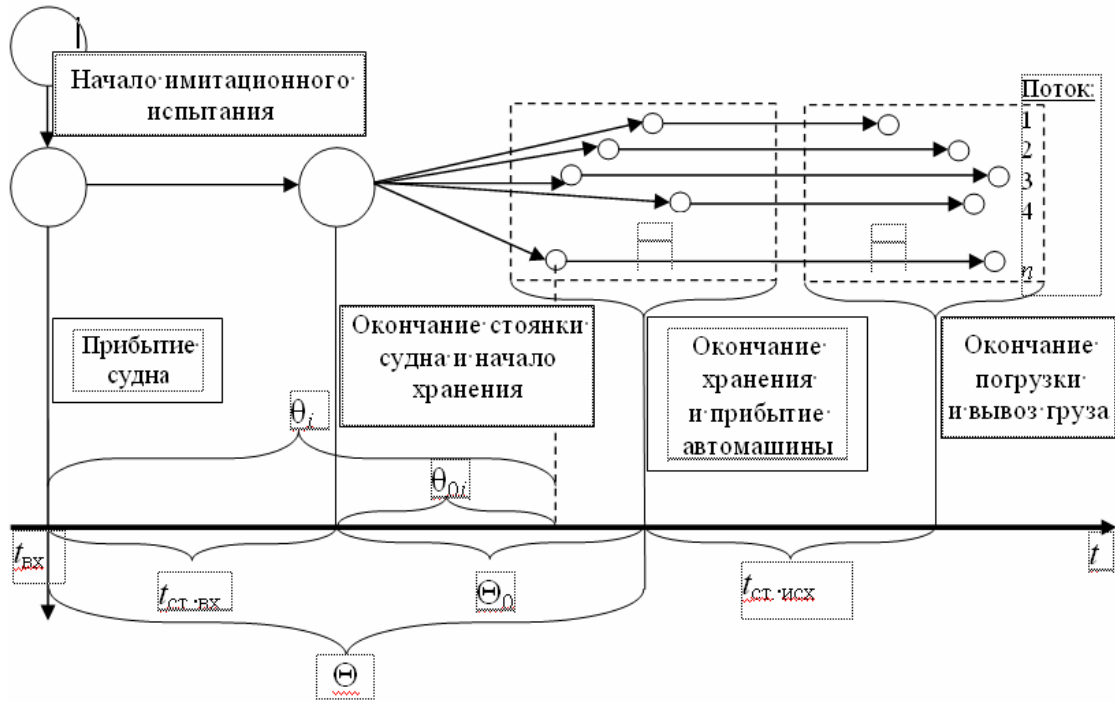 Начало имитационного
испытания
Поток:
1
2
3
4
n
Прибытие
судна
Окончание стоянки
судна и начало
хранения
Окончание
хранения
и прибытие
автомашины
Окончание
погрузки
и вывоз груза
θi
θ0i
tвх
t
tст вх
Θ0
tст исх
Θ